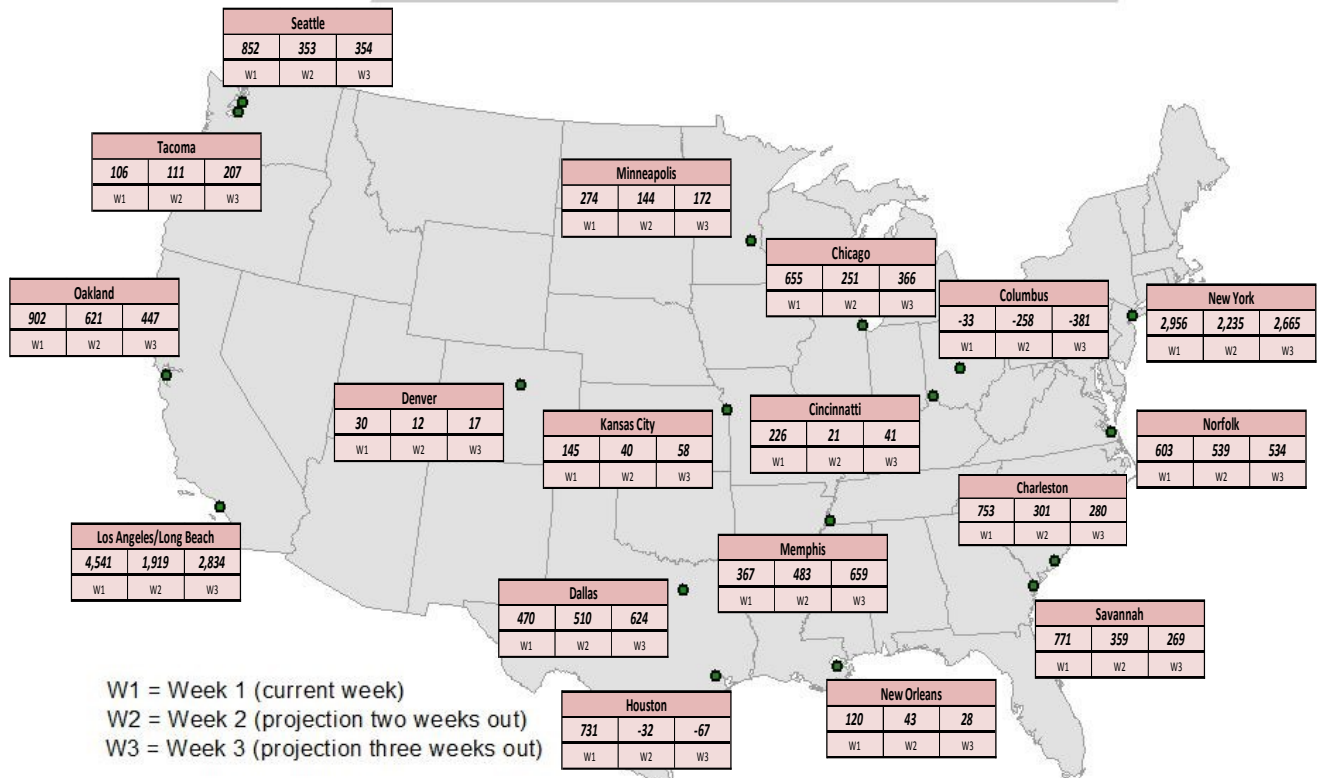 Seattle
852 353 354
W1 W2 W3
Tacoma
106 111 207
W1 W2 W3
Minneapolis
274 144 172
W1 W2 W3
Chicago
655 251 366
W1 W2 W3
Oakland
902 621 447
W1 W2 W3
Columbus
-33 -258 -381
W1 W2 W3
New York
2,956 2,235 2,665
W1 W2 W3
Denver
30 12 17
W1 W2 W3
Kansas City
145 40 58
W1 W2 W3
Cincinnatti
226 21 41
W1 W2 W3
Norfolk
603 539 534
W1 W2 W3
Charleston
753 301 280
W1 W2 W3
Los Angeles/Long Beach
4,541 1,919 2,834
W1 W2 W3
Memphis
367 483 659
W1 W2 W3
Dallas
470 510 624
W1 W2 W3
Savannah
771 359 269
W1 W2 W3
Houston
731 -32 -67
W1 W2 W3
New Orleans
120 43 28
W1 W2 W3
W1 = Week 1 (current week)
W2 = Week 2 (projection two weeks out)
W3 = Week 3 (projection three weeks out)